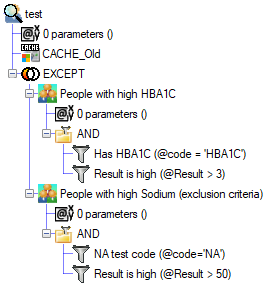 test
0 parameters ()
CACHE_Old
EXCEPT
People with high HBA1C
0 parameters ()
AND
Has HBA1C (@code = 'HBA1C')
Result is high (@Result > 3)
People with high Sodium (exclusion criteria)
0 parameters ()
AND
NA test code (@code='NA')
Result is high (@Result > 50)